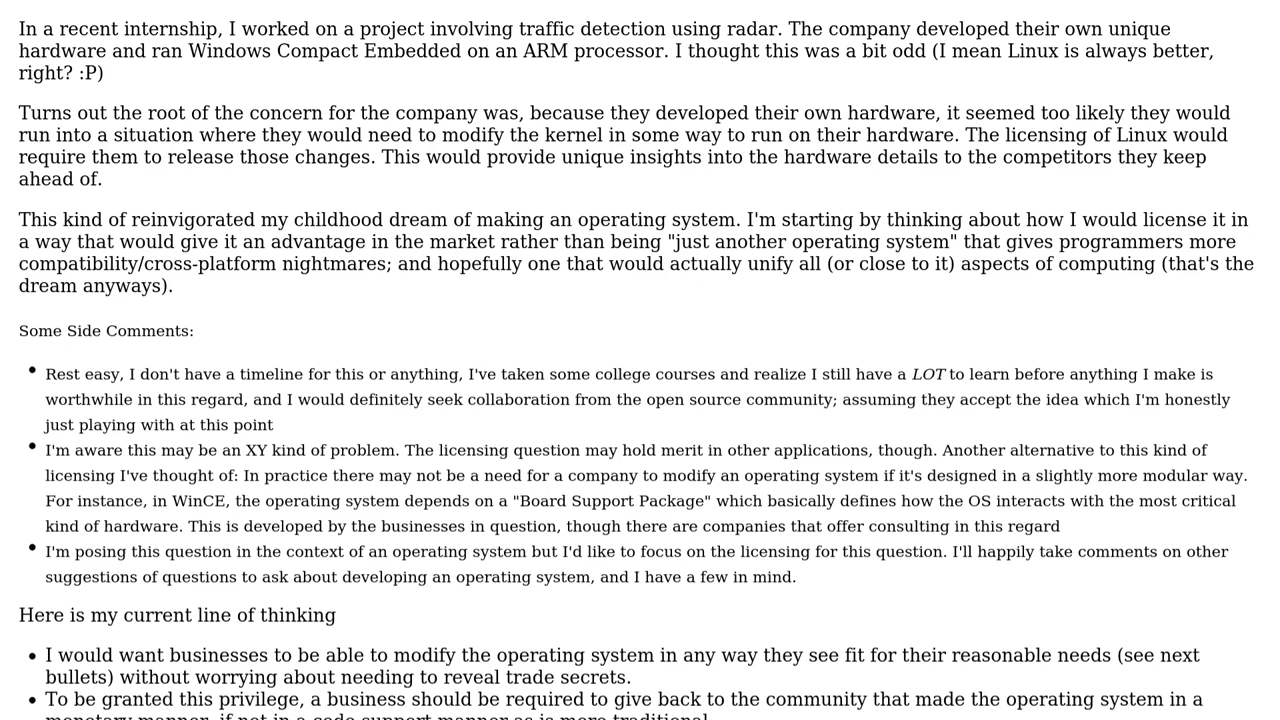 In a recent internship, I worked on a project involving traffic detection using radar. The company developed their own unique
hardware and ran Windows Compact Embedded on an ARM processor. I thought this was a bit odd (I mean Linux is always better,
right? :P)
Turns out the root of the concern for the company was, because they developed their own hardware, it seemed too likely they would
run into a situation where they would need to modify the kernel in some way to run on their hardware. The licensing of Linux would
require them to release those changes. This would provide unique insights into the hardware details to the competitors they keep
ahead of.
This kind of reinvigorated my childhood dream of making an operating system. I'm starting by thinking about how I would license it in
a way that would give it an advantage in the market rather than being "just another operating system" that gives programmers more
compatibility/cross-platform nightmares; and hopefully one that would actually unify all (or close to it) aspects of computing (that's the
dream anyways).
Some Side Comments:
• Rest easy, I don't have a timeline for this or anything, I've taken some college courses and realize I still have a LOT to learn before anything I make is
worthwhile in this regard, and I would definitely seek collaboration from the open source community; assuming they accept the idea which I'm honestly
just playing with at this point
• I'm aware this may be an XY kind of problem. The licensing question may hold merit in other applications, though. Another alternative to this kind of
licensing I've thought of: In practice there may not be a need for a company to modify an operating system if it's designed in a slightly more modular way.
For instance, in WinCE, the operating system depends on a "Board Support Package" which basically defines how the OS interacts with the most critical
kind of hardware. This is developed by the businesses in question, though there are companies that offer consulting in this regard
• I'm posing this question in the context of an operating system but I'd like to focus on the licensing for this question. I'll happily take comments on other
suggestions of questions to ask about developing an operating system, and I have a few in mind.
Here is my current line of thinking
• I would want businesses to be able to modify the operating system in any way they see fit for their reasonable needs (see next
bullets) without worrying about needing to reveal trade secrets.
• To be granted this privilege, a business should be required to give back to the community that made the operating system in a
monetary manner, if not in a code support manner as is more traditional.